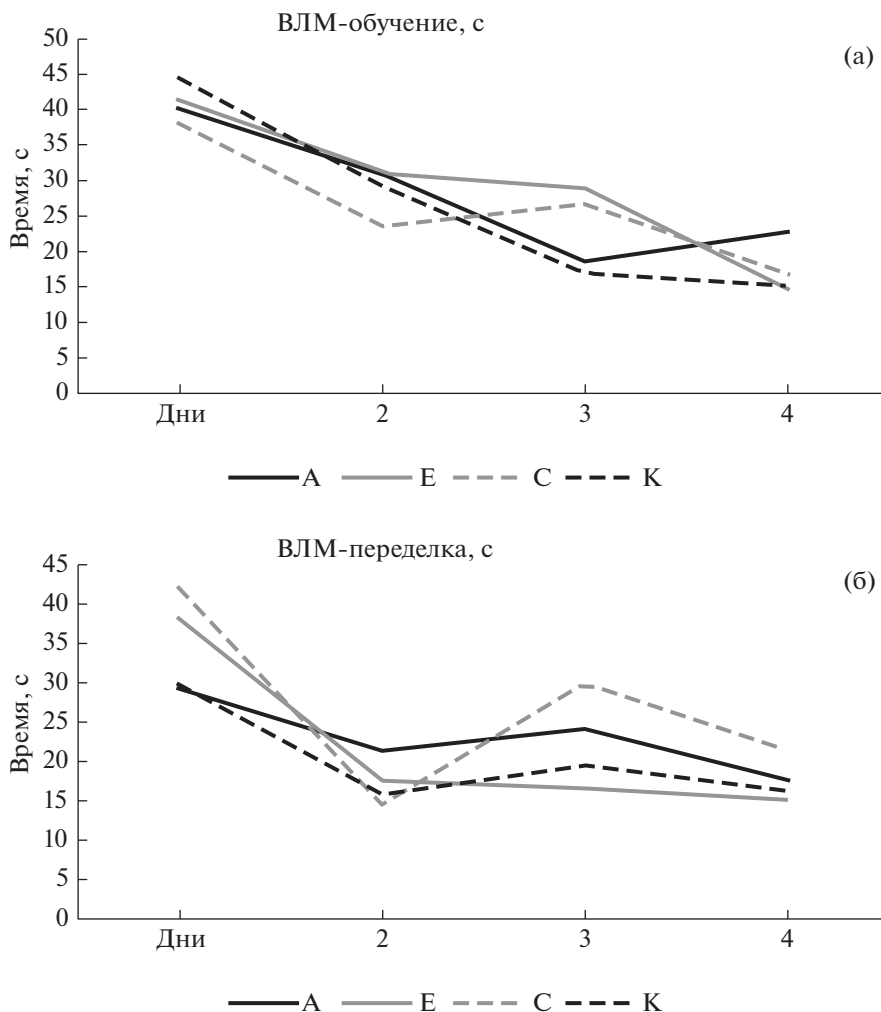 ВЛМ-обучение, с
(а)
Время, с
50
45
40
35
30
25
20
15
10
5
0
Дни 2 3 4
А Е С К
ВЛМ-переделка, с
(б)
Время, с
45
40
35
30
25
20
15
10
5
0
Дни 2 3 4
А Е С К